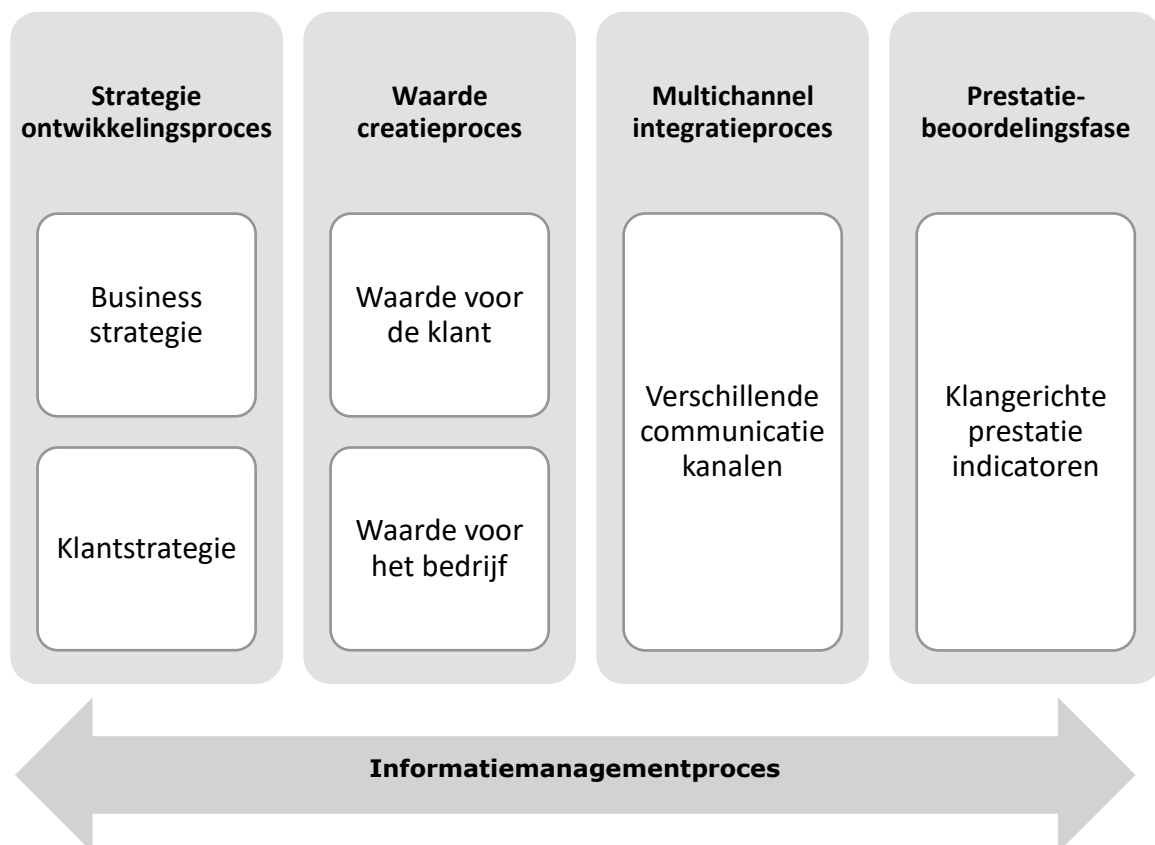 Strategie
ontwikkelingsproces
Business
strategie
Klantstrategie
Waarde
creatieproces
Waarde voor
de klant
Waarde voor
het bedrijf
Multichannel
integratieproces
Verschillende
communicatie
kanalen
Prestatie-
beoordelingsfase
Klangerichte
prestatie
indicatoren
Informatiemanagementproces